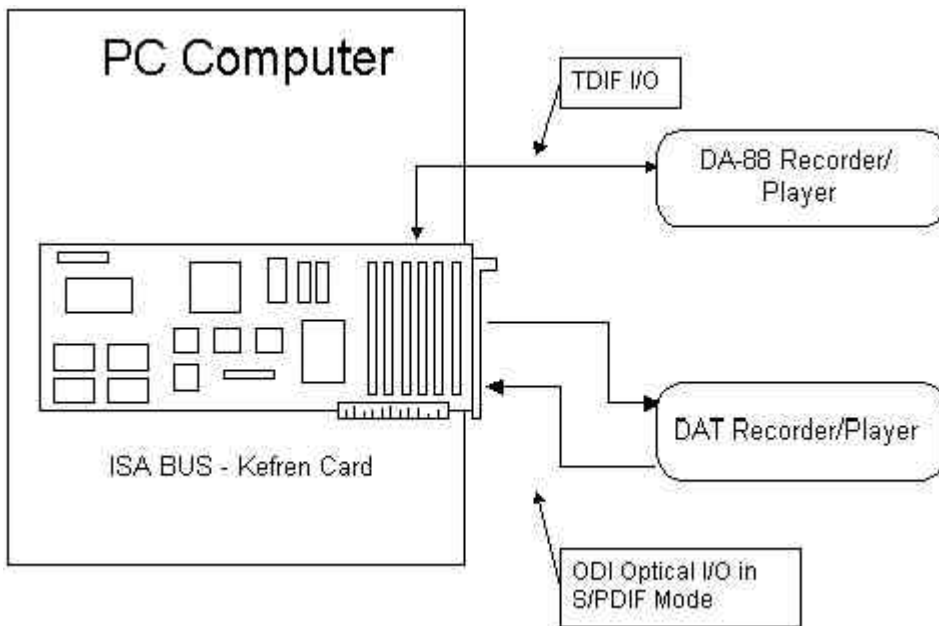 PC Computer
TDIF I/O
DA-88 Recorder/
Player
DAT Recorder/Player
ISA BUS - Kefren Card
ODI Optical I/O in
S/PDIF Mode